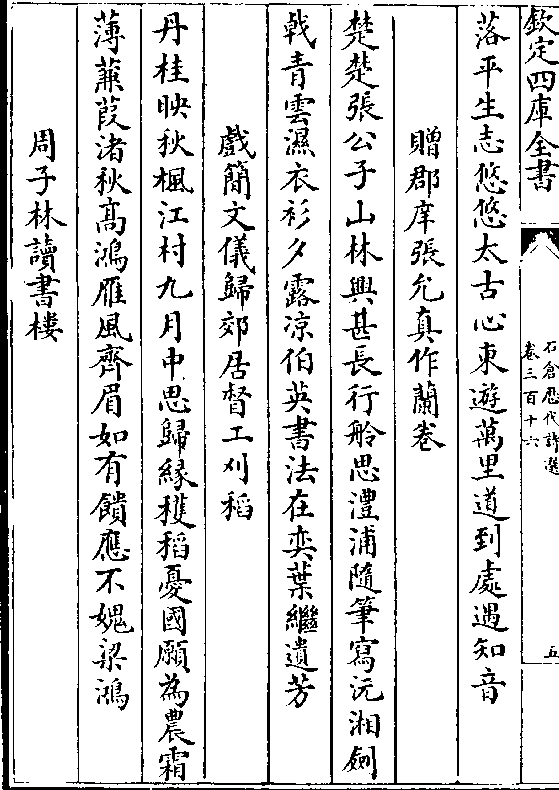 欽定四庫全書
石倉歷代詩選
卷三百十六
五
落平生志悠悠太古心東遊萬里道到處遇知音
贈郡庠張允真作蘭卷
楚楚張公子山林興甚長行舲思澧浦隨筆寫沅湘劍
戟青雲濕衣衫夕露凉伯英書法在奕葉繼遺芳
戲簡文儀歸郊居督工刈稻
丹桂映秋楓江村九月中思歸緣穫稻憂國願為農霜
薄蒹葭渚秋高鴻雁風齊眉如有饋應不媿梁鴻
周子林讀書樓